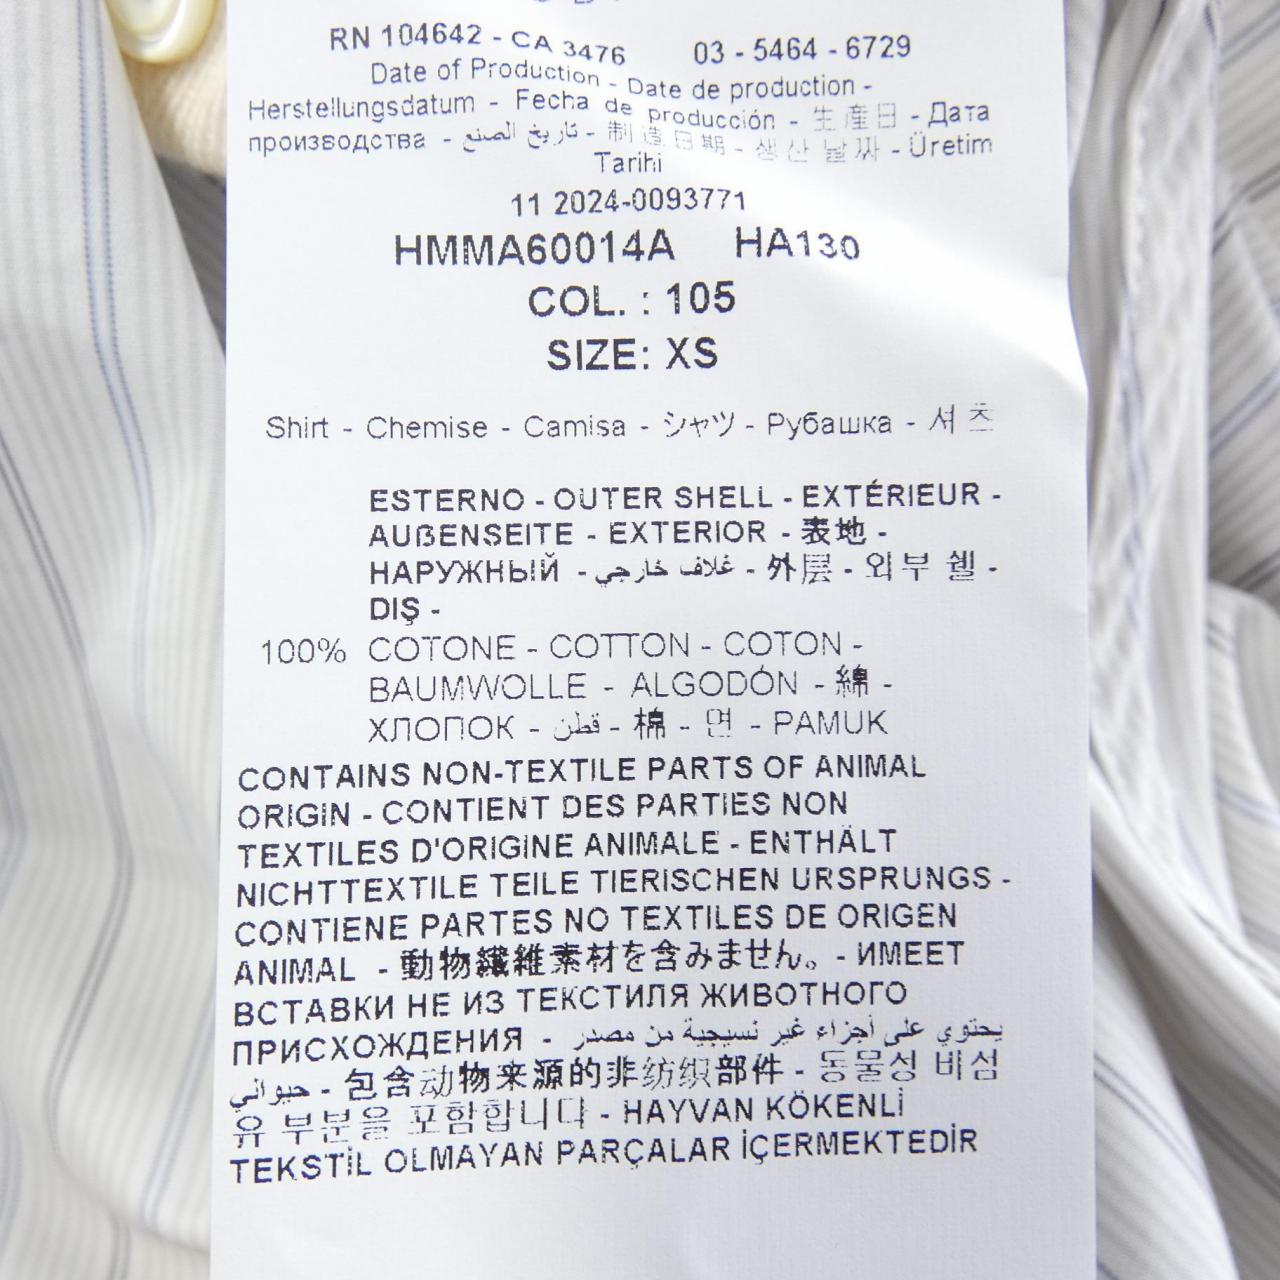 RN 104642 - CA 3476 03 - 5464 - 6729
Date of Production - Date de production -
Herstellungsdatum - Fecha de producción - 生産日 - Дата
производства - تاريخ الصنع - 制造日期 - 생산 날짜 - Üretim
Tarihi
11 2024-0093771
HMMA60014A HA130
COL. : 105
SIZE: XS
Shirt - Chemise - Camisa - シャツ - Рубашка - 셔츠
ESTERNO - OUTER SHELL - EXTÉRIEUR -
AUßENSEITE - EXTERIOR - 表地 -
НАРУЖНЫЙ - غلاف خارجي - 外层 - 외부 쉘 -
DIŞ -
100% COTONE - COTTON - COTON -
BAUMWOLLE - ALGODÓN - 綿 -
ХЛОПОК - قطن - 棉 - 면 - PAMUK
CONTAINS NON-TEXTILE PARTS OF ANIMAL
ORIGIN - CONTIENT DES PARTIES NON
TEXTILES D'ORIGINE ANIMALE - ENTHÄLT
NICHTTEXTILE TEILE TIERISCHEN URSPRUNGS -
CONTIENE PARTES NO TEXTILES DE ORIGEN
ANIMAL - 動物繊維素材を含みません。 - ИМЕЕТ
ВСТАВКИ НЕ ИЗ ТЕКСТИЛЯ ЖИВОТНОГО
ПРИСХОЖДЕНИЯ - يحتوي على أجزاء غير نسيجية من مصدر
حيواني - 包含动物来源的非纺织部件 - 동물성 비섬
유 부분을 포함합니다 - HAYVAN KÖKENLİ
TEKSTİL OLMAYAN PARÇALAR İÇERMEKTEDİR